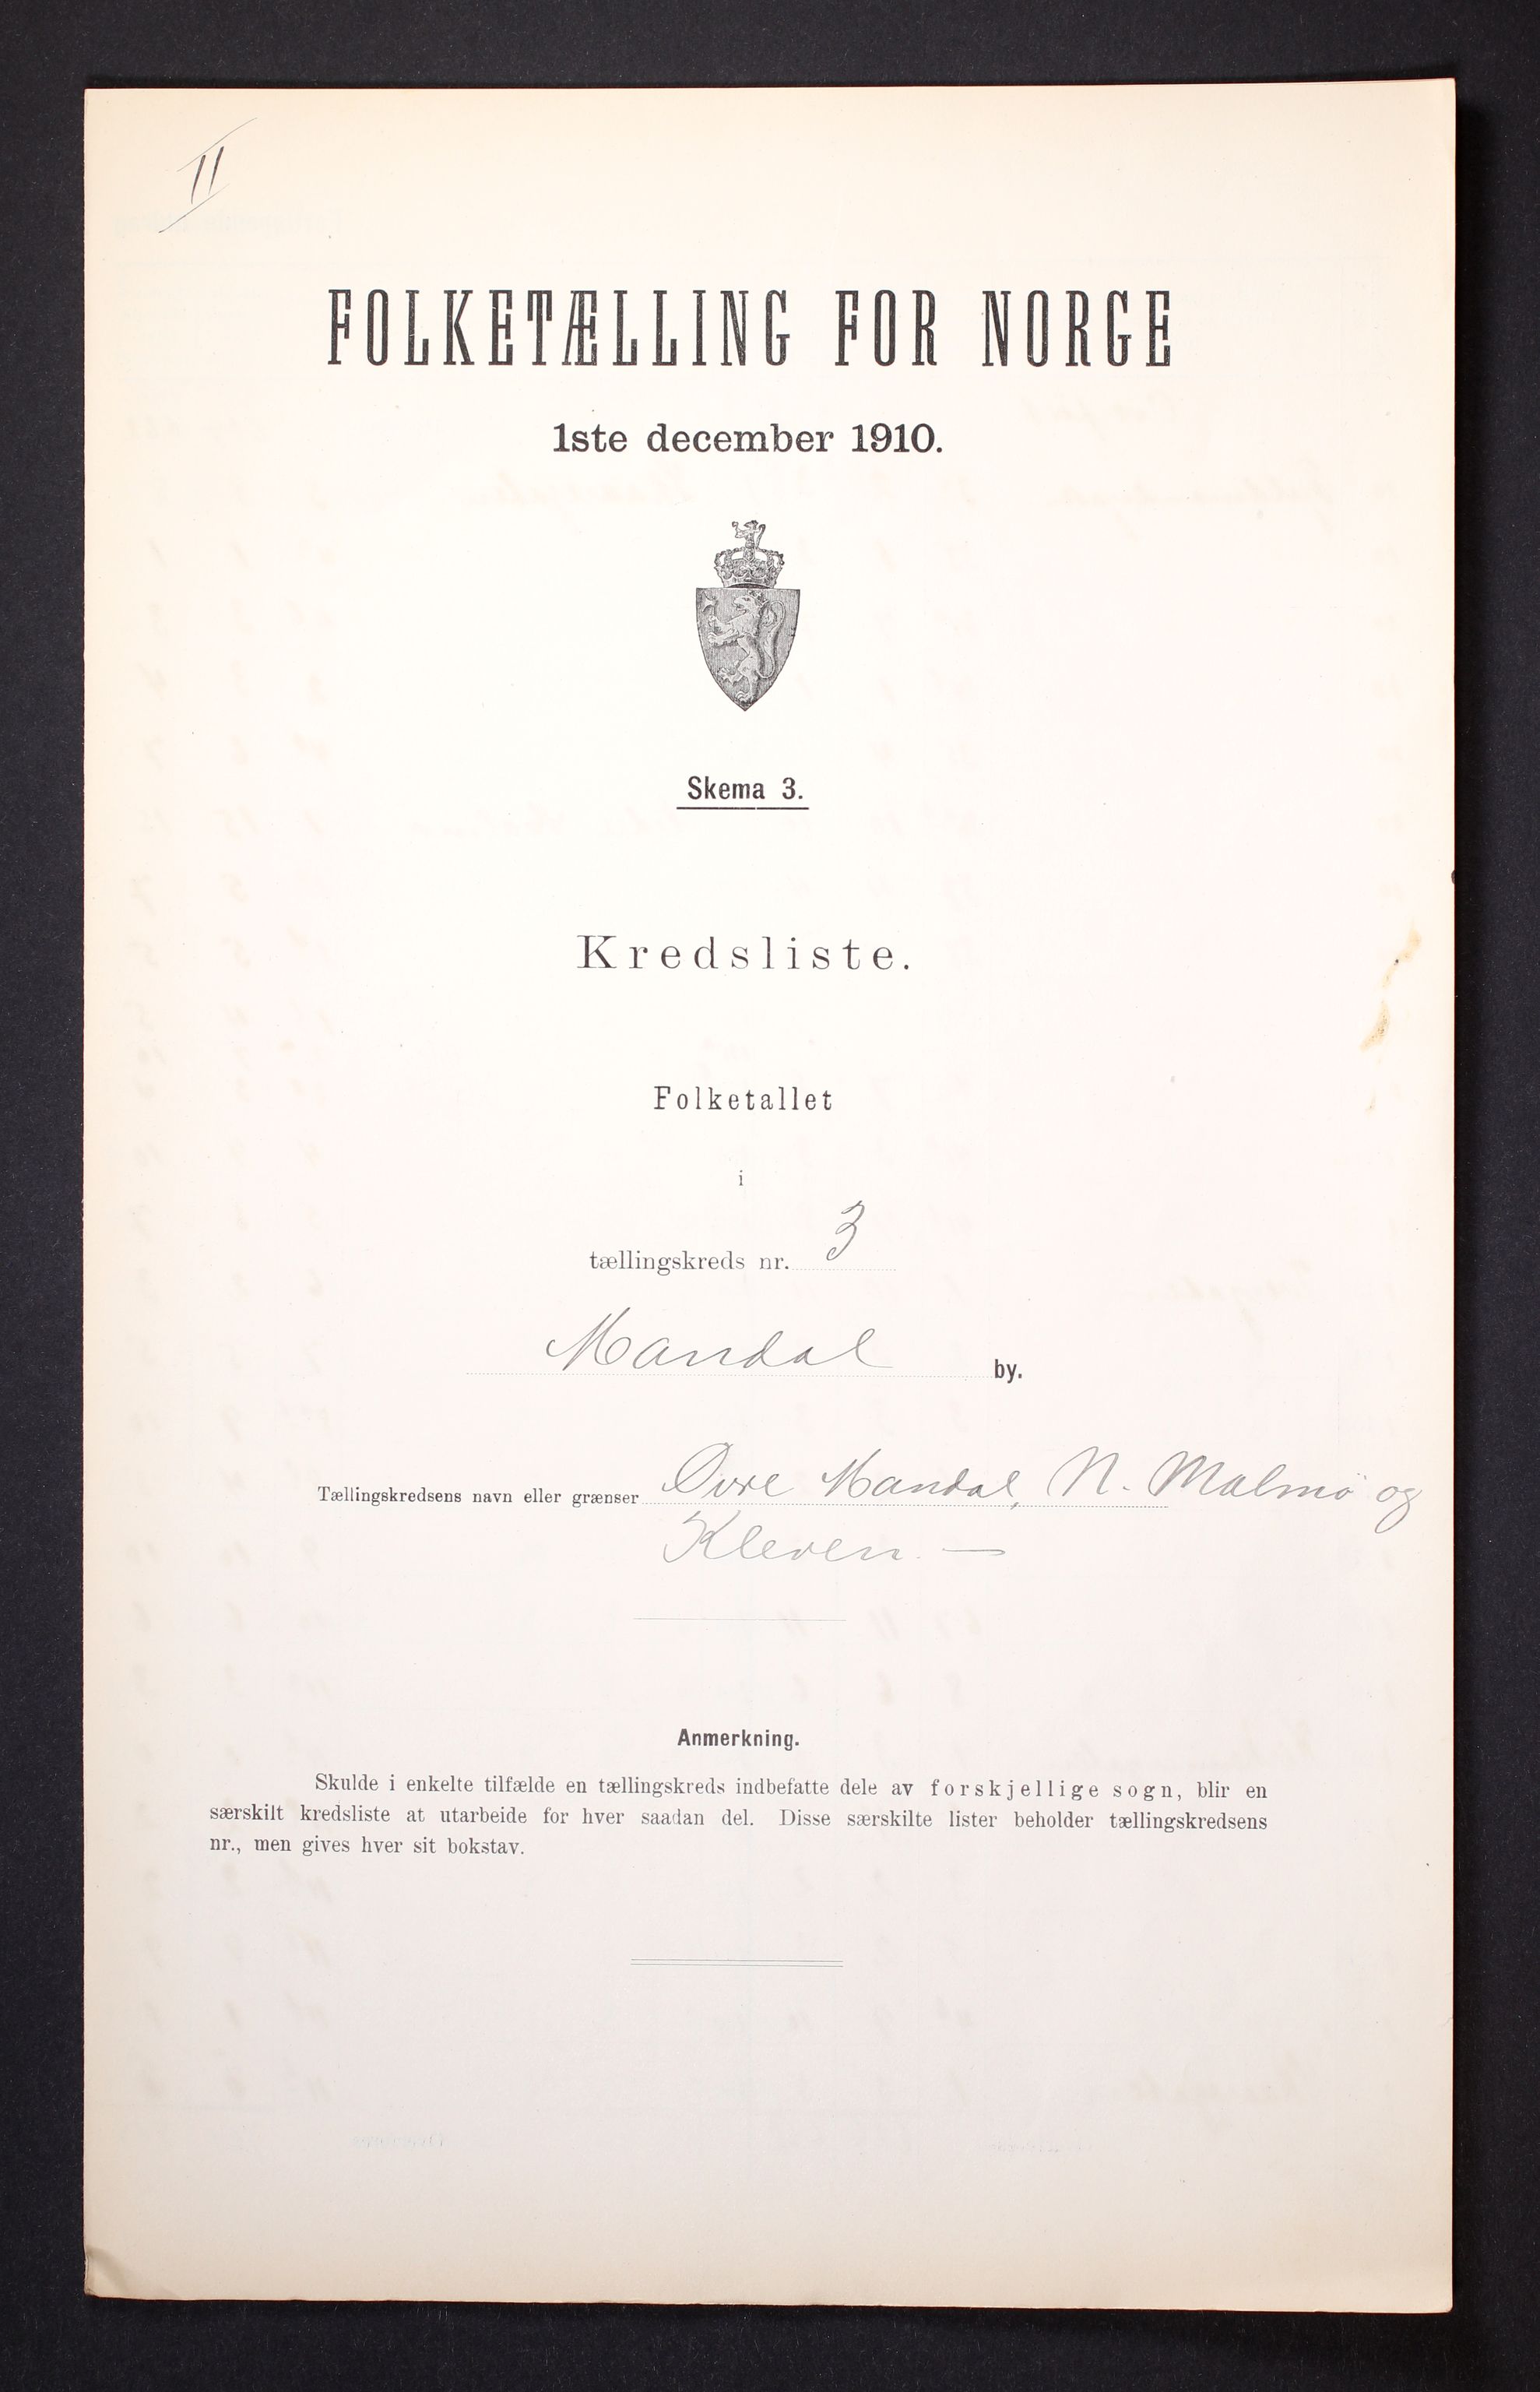 II
FOLKETÆLLING FOR NORGE
1ste december 1910.
Skema 3.
Kredsliste.
Folketallet
i
tællingskreds nr. 3
Mandal by.
Tællingskredsens navn eller grænser Øvre Mandal, N. Malmö og
Kleven. —
Anmerkning.
Skulde i enkelte tilfælde en tællingskreds indbefatte dele av forskjellige sogn, blir en
særskilt kredsliste at utarbeide for hver saadan del. Disse særskilte lister beholder tællingskredsens
nr., men gives hver sit bokstav.